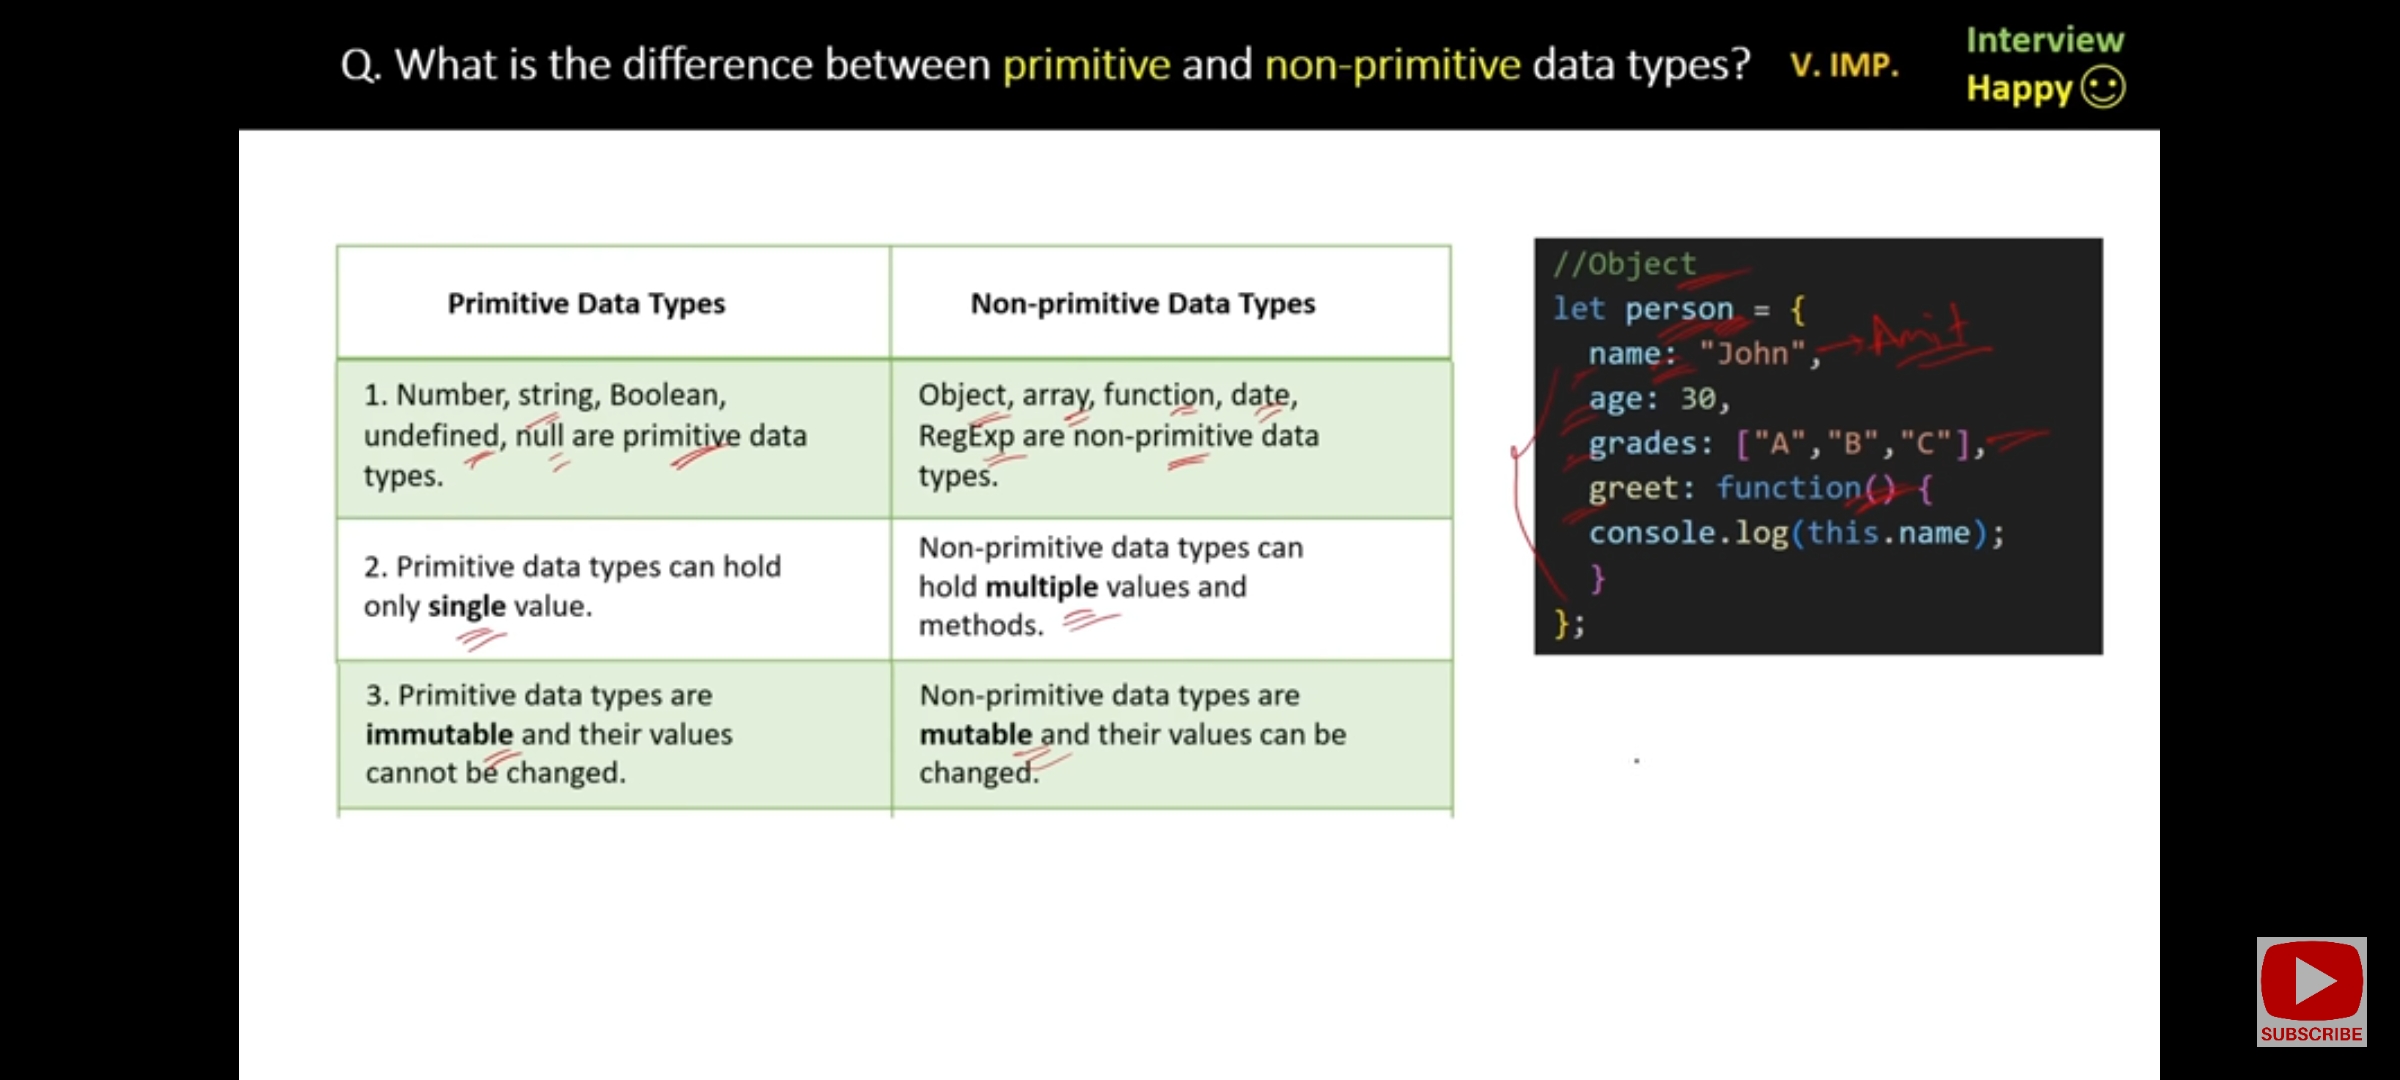 Q. What is the difference between primitive and non-primitive data types? V. IMP.
Interview
Happy
Primitive Data Types
Non-primitive Data Types
1. Number, string, Boolean,
undefined, null are primitive data
types.
Object, array, function, date,
RegExp are non-primitive data
types.
2. Primitive data types can hold
only single value.
Non-primitive data types can
hold multiple values and
methods.
3. Primitive data types are
immutable and their values
cannot be changed.
Non-primitive data types are
mutable and their values can be
changed.
//Object
let person = {
name: "John", → Amit
age: 30,
grades: ["A","B","C"],
greet: function() {
console.log(this.name);
}
};
SUBSCRIBE